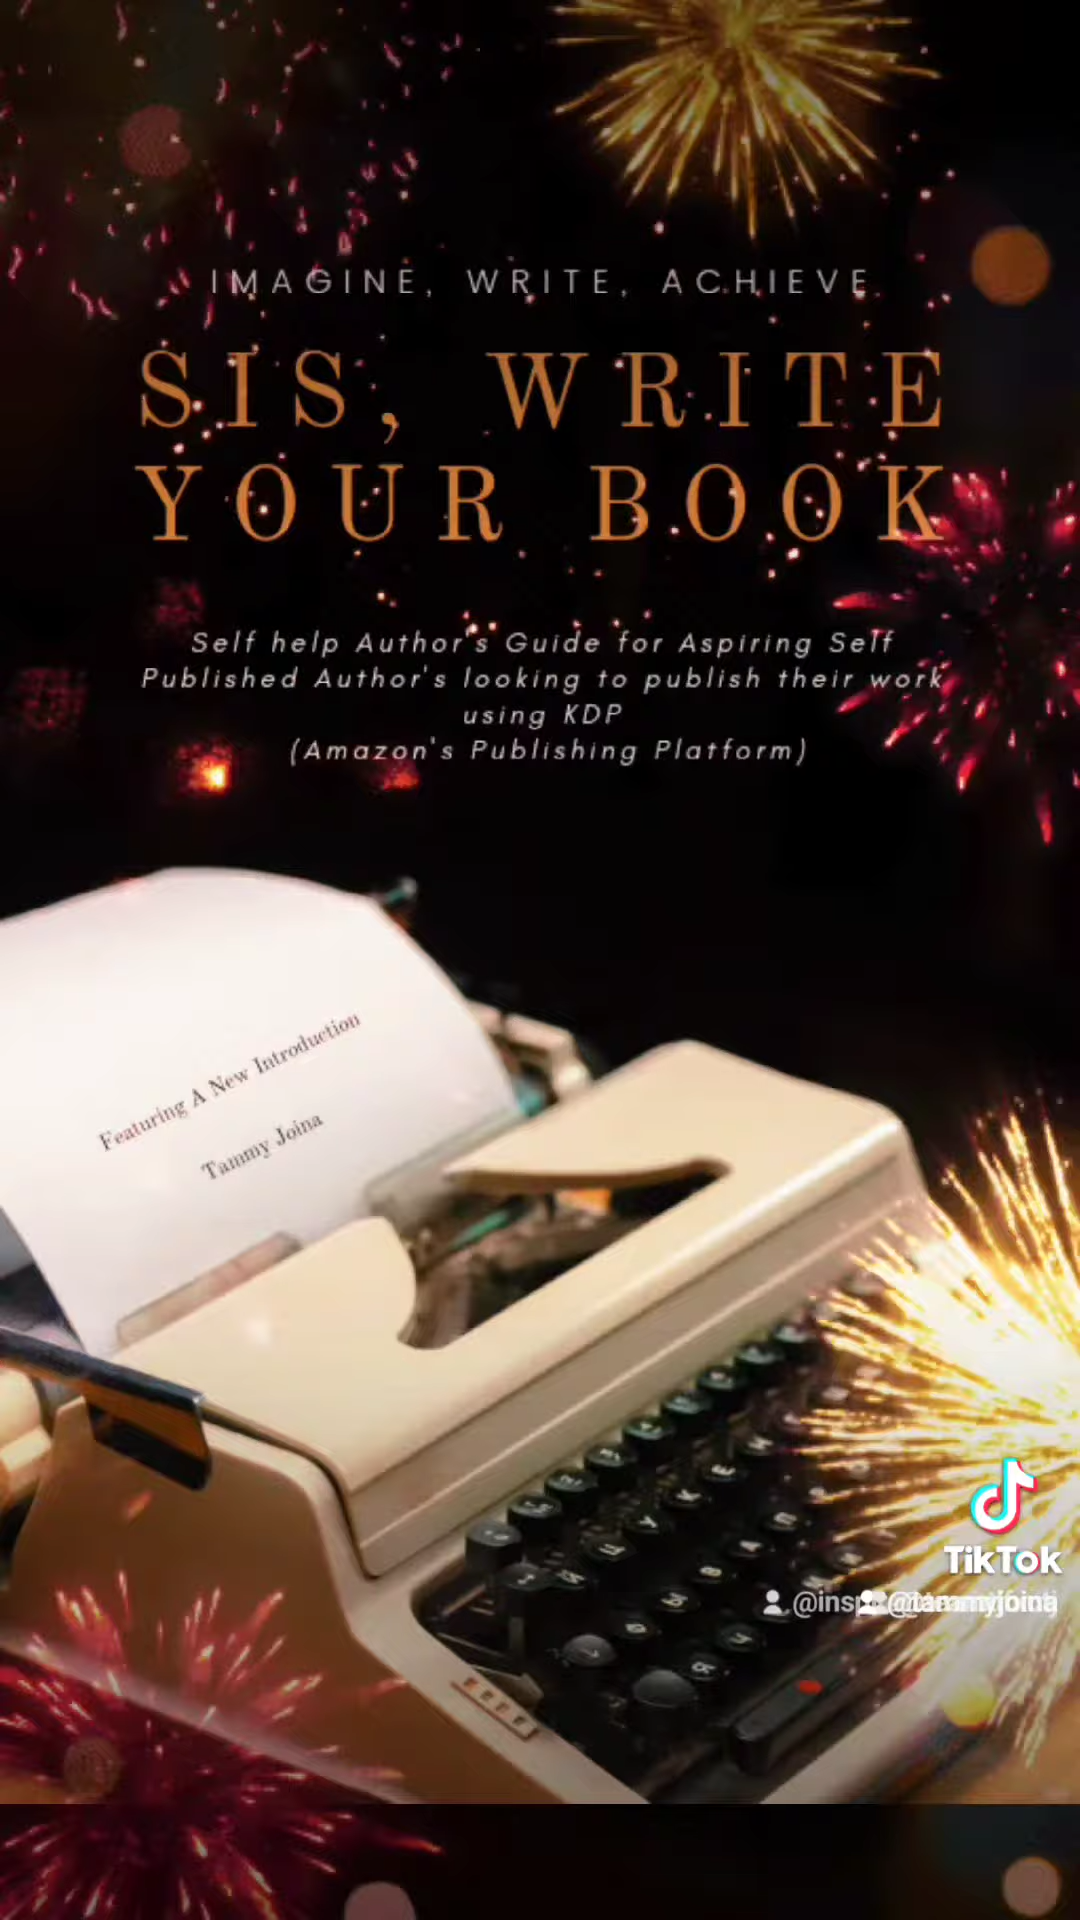 IMAGINE, WRITE, ACHIEVE.
SIS, WRITE
YOUR BOOK
Self help Author's Guide for Aspiring Self
Published Author's looking to publish their work
using KDP
(Amazon's Publishing Platform)
Featuring A New Introduction
Tammy Joina
TikTok